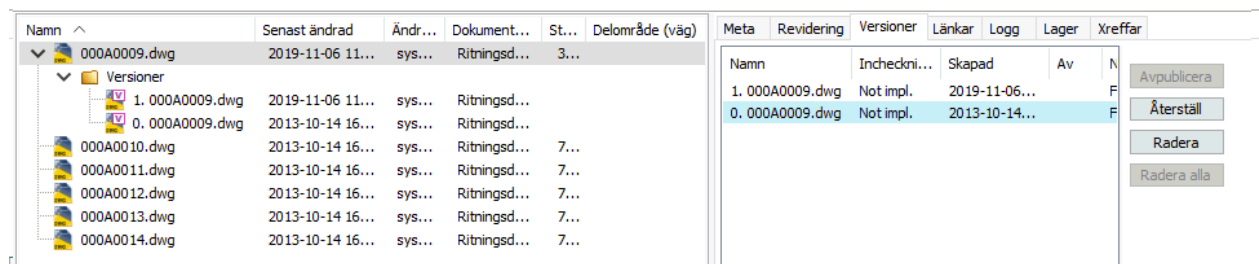 Namn Senast ändrad Ändr... Dokument... St... Delområde (väg)
000A0009.dwg 2019-11-06 11... sys... Ritningsd... 3...
Versioner
1. 000A0009.dwg 2019-11-06 11... sys... Ritningsd...
0. 000A0009.dwg 2013-10-14 16... sys... Ritningsd...
000A0010.dwg 2013-10-14 16... sys... Ritningsd... 7...
000A0011.dwg 2013-10-14 16... sys... Ritningsd... 7...
000A0012.dwg 2013-10-14 16... sys... Ritningsd... 7...
000A0013.dwg 2013-10-14 16... sys... Ritningsd... 7...
000A0014.dwg 2013-10-14 16... sys... Ritningsd... 7...
Meta Revidering Versioner Länkar Logg Lager Xreffar
Namn Incheckni... Skapad Av N
1. 000A0009.dwg Not impl. 2019-11-06... F
0. 000A0009.dwg Not impl. 2013-10-14... F
Avpublicera
Återställ
Radera
Radera alla